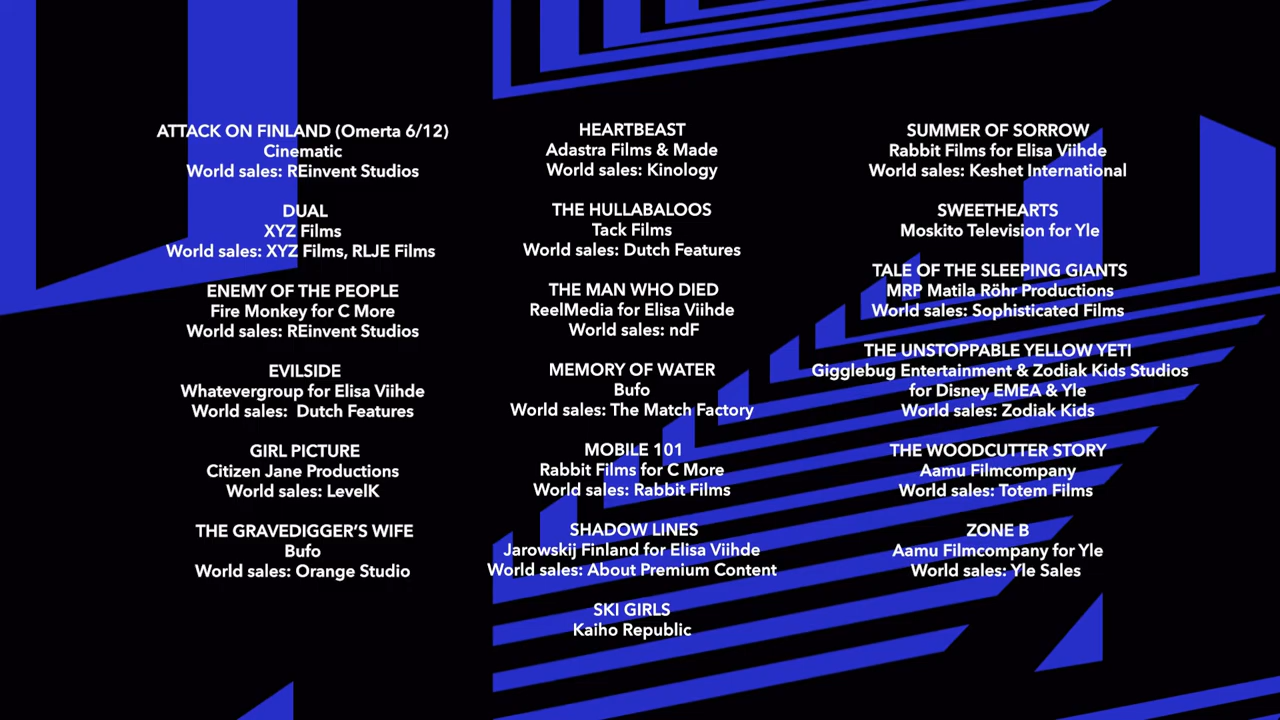 ATTACK ON FINLAND (Omerta 6/12)
Cinematic
World sales: REinvent Studios
DUAL
XYZ Films
World sales: XYZ Films, RLJE Films
ENEMY OF THE PEOPLE
Fire Monkey for C More
World sales: REinvent Studios
EVILSIDE
Whatevergroup for Elisa Viihde
World sales: Dutch Features
GIRL PICTURE
Citizen Jane Productions
World sales: LevelK
THE GRAVEDIGGER'S WIFE
Bufo
World sales: Orange Studio
HEARTBEAST
Adastra Films & Made
World sales: Kinology
THE HULLABALOOS
Tack Films
World sales: Dutch Features
THE MAN WHO DIED
ReelMedia for Elisa Viihde
World sales: ndF
MEMORY OF WATER
Bufo
World sales: The Match Factory
MOBILE 101
Rabbit Films for C More
World sales: Rabbit Films
SHADOW LINES
Jarowskij Finland for Elisa Viihde
World sales: About Premium Content
SKI GIRLS
Kaiho Republic
SUMMER OF SORROW
Rabbit Films for Elisa Viihde
World sales: Keshet International
SWEETHEARTS
Moskito Television for Yle
TALE OF THE SLEEPING GIANTS
MRP Matila Röhr Productions
World sales: Sophisticated Films
THE UNSTOPPABLE YELLOW YETI
Gigglebug Entertainment & Zodiak Kids Studios
for Disney EMEA & Yle
World sales: Zodiak Kids
THE WOODCUTTER STORY
Aamu Filmcompany
World sales: Totem Films
ZONE B
Aamu Filmcompany for Yle
World sales: Yle Sales